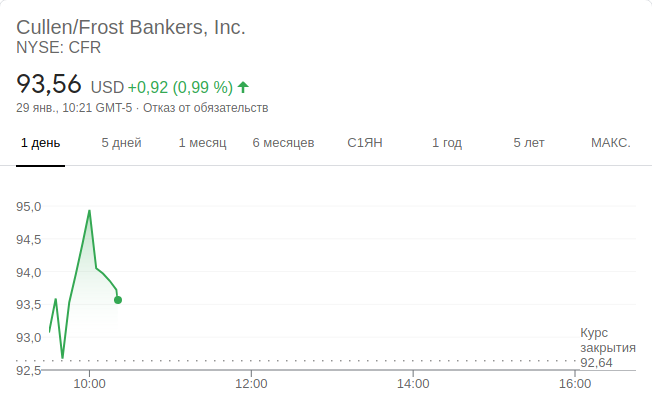 Cullen/Frost Bankers, Inc.
NYSE: CFR
93,56 USD +0,92 (0,99 %)
29 янв., 10:21 GMT-5 · Отказ от обязательств
1 день 5 дней 1 месяц 6 месяцев С1ЯН 1 год 5 лет МАКС.
95,0
94,5
94,0
93,5
93,0
92,5
Курс
закрытия
92,64
10:00 12:00 14:00 16:00